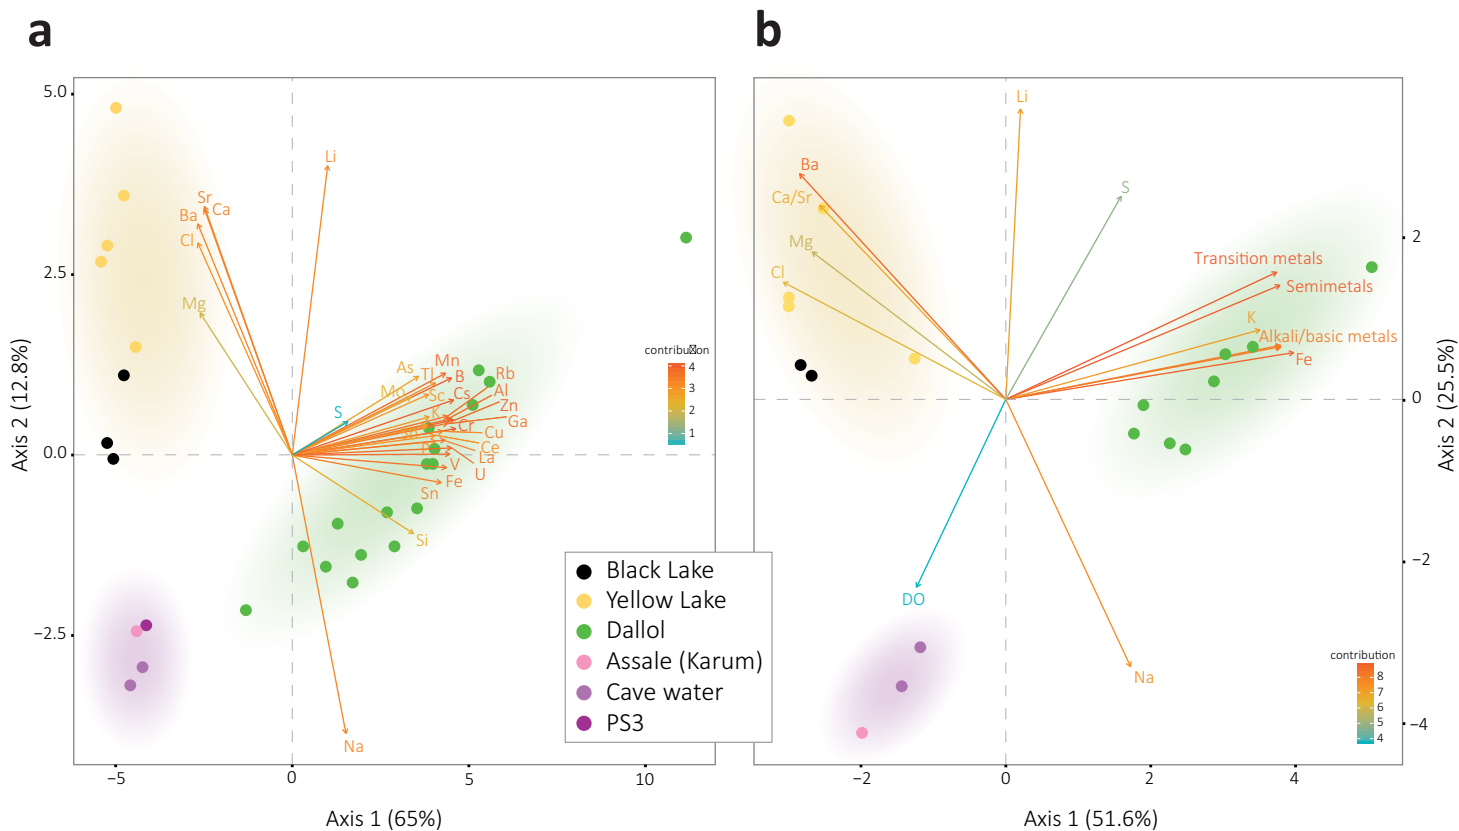 a
b
5.0
2.5
0.0
−2.5
Axis 2 (12.8%)
−5
0
5
10
Axis 1 (65%)
Li
Sr
Ca
Ba
Cl
Mg
S
As
Tl
Mn
B
Rb
Mo
Sc
Cs
Al
Zn
K
Cr
Ga
Cu
Ce
La
V
U
Fe
Sn
Si
Na
contribution
4
3
2
1
Black Lake
Yellow Lake
Dallol
Assale (Karum)
Cave water
PS3
Li
Ba
S
Ca/Sr
Mg
Cl
Transition metals
Semimetals
K
Alkali/basic metals
Fe
DO
Na
contribution
8
7
6
5
4
2
0
−2
−4
Axis 2 (25.5%)
−2
0
2
4
Axis 1 (51.6%)